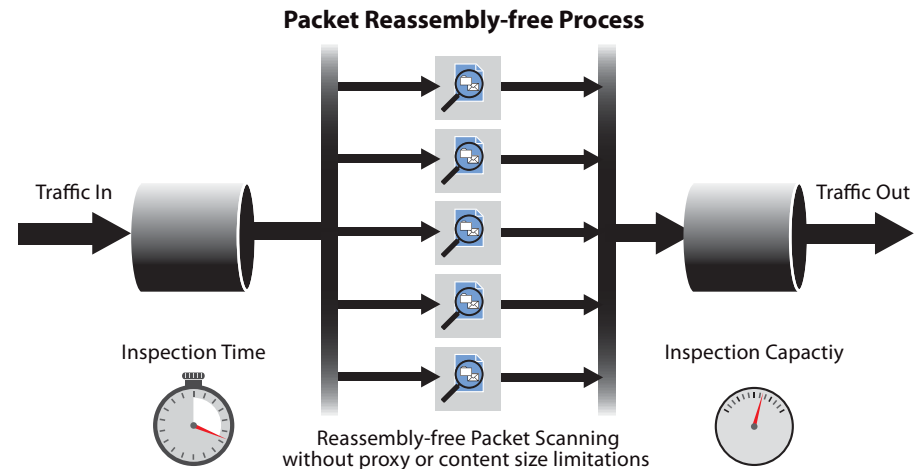 Packet Reassembly-free Process
Traffic In
Traffic Out
Inspection Time
Inspection Capactiy
Reassembly-free Packet Scanning
without proxy or content size limitations